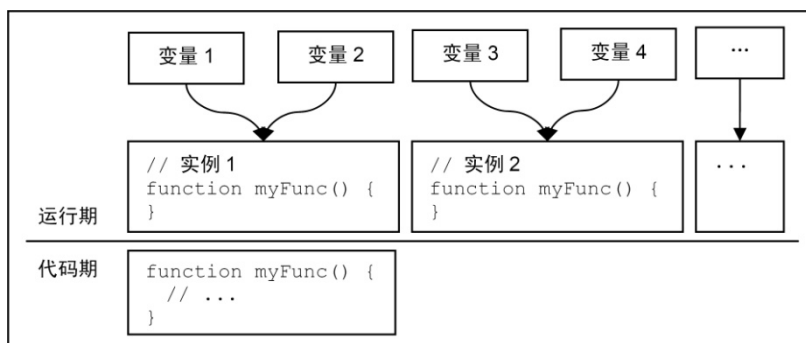 变量 1
变量 2
变量 3
变量 4
...
// 实例 1
function myFunc() {
}
// 实例 2
function myFunc() {
}
...
运行期
代码期
function myFunc() {
// ...
}